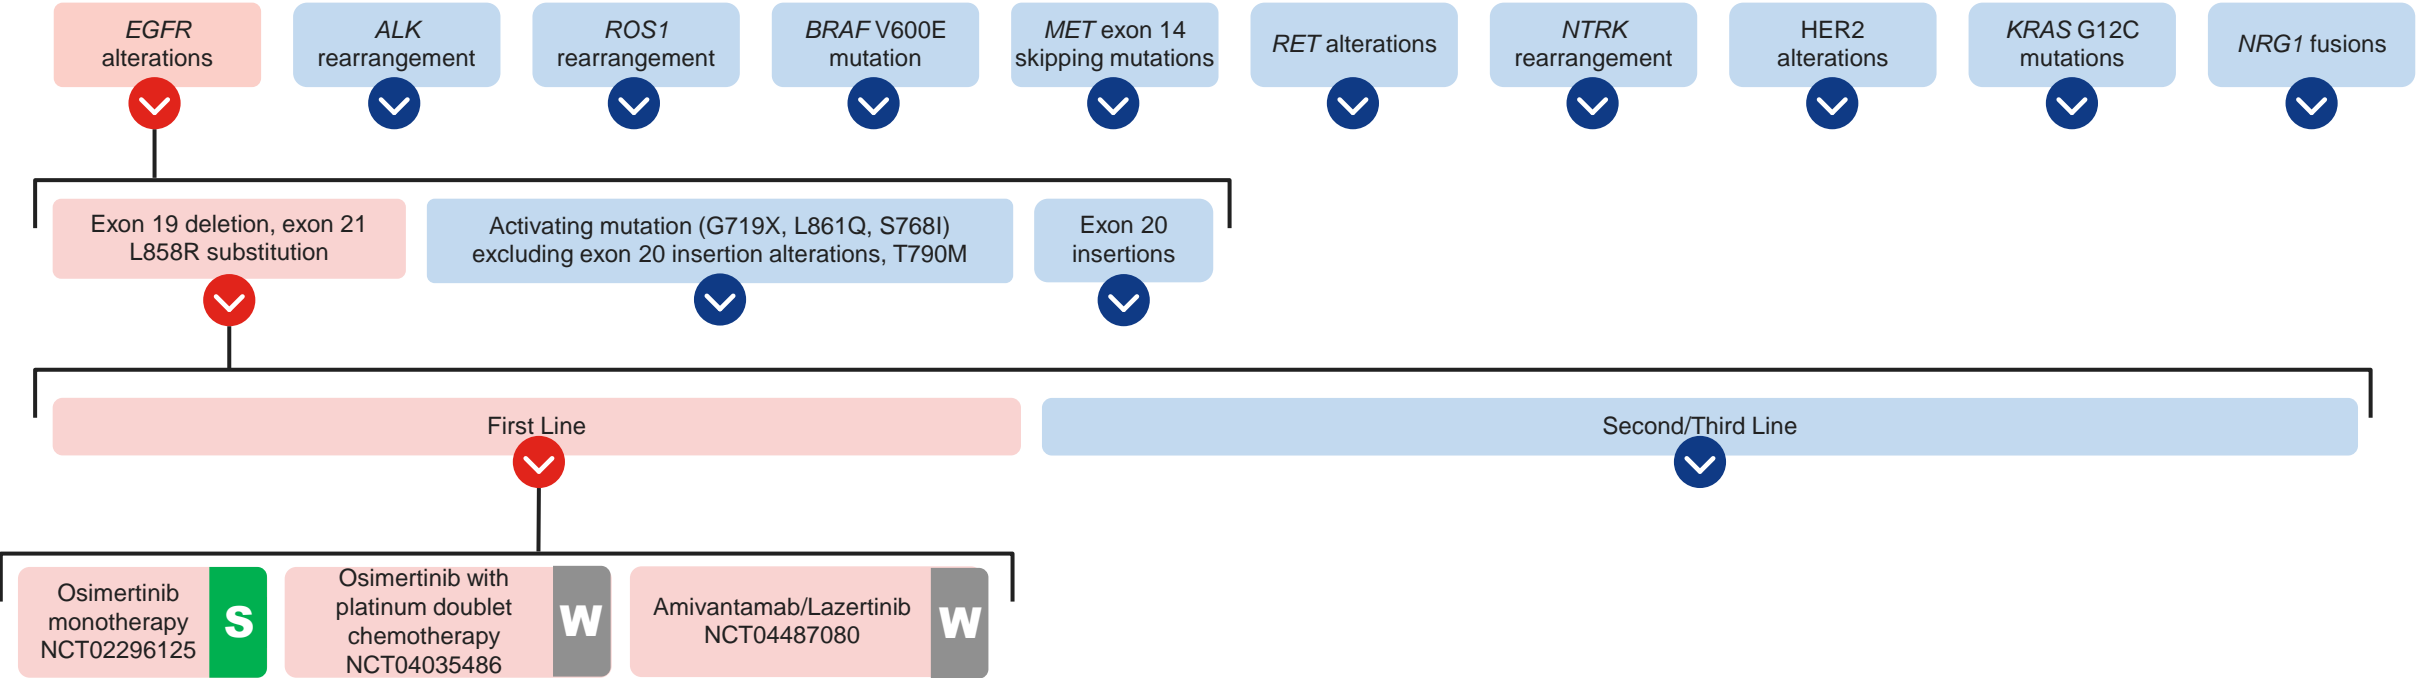 EGFR
alterations
ALK
rearrangement
ROS1
rearrangement
BRAF V600E
mutation
MET exon 14
skipping mutations
RET alterations
NTRK
rearrangement
HER2
alterations
KRAS G12C
mutations
NRG1 fusions
Exon 19 deletion, exon 21
L858R substitution
Activating mutation (G719X, L861Q, S768I)
excluding exon 20 insertion alterations, T790M
Exon 20
insertions
First Line
Second/Third Line
Osimertinib
monotherapy
NCT02296125
S
Osimertinib with
platinum doublet
chemotherapy
NCT04035486
W
Amivantamab/Lazertinib
NCT04487080
W